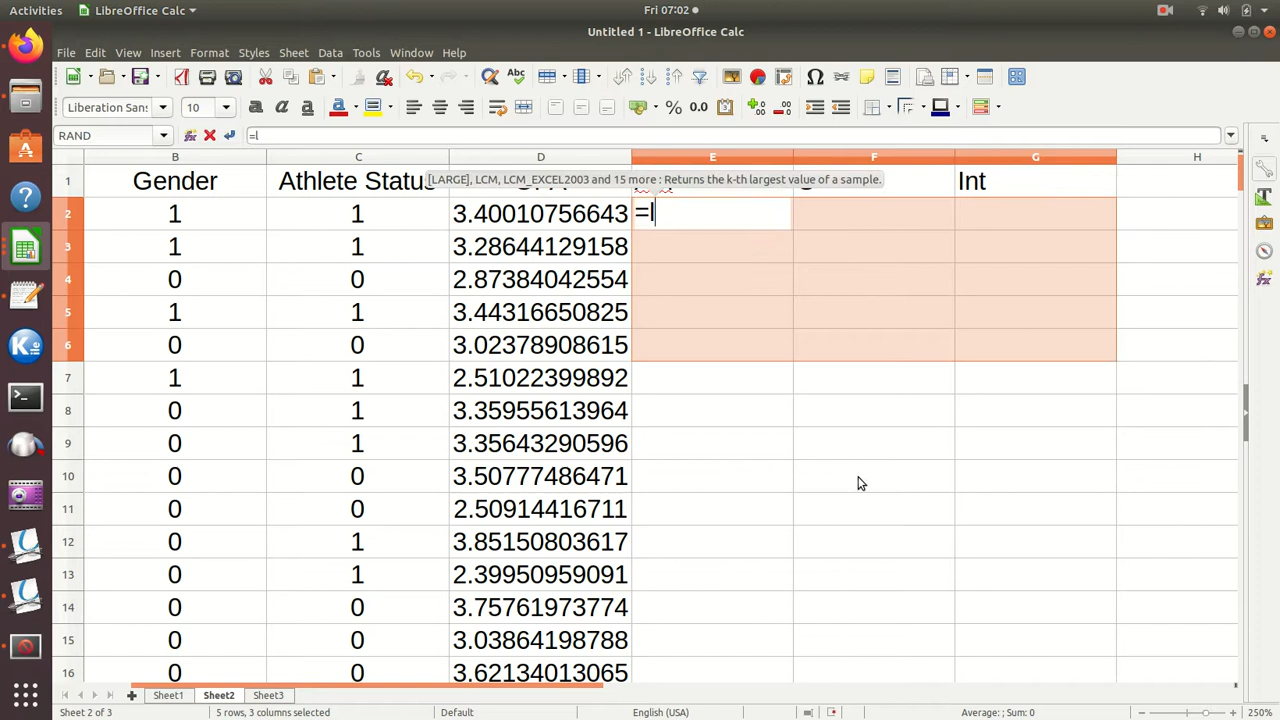 Activities LibreOffice Calc Fri 07:02
Untitled 1 - LibreOffice Calc
File Edit View Insert Format Styles Sheet Data Tools Window Help
Liberation Sans 10 a a a % 0.0
RAND =l
B C D E F G H
1 Gender Athlete Status Int
[LARGE], LCM, LCM_EXCEL2003 and 15 more : Returns the k-th largest value of a sample.
2 1 1 3.40010756643 =l
3 1 1 3.28644129158
4 0 0 2.87384042554
5 1 1 3.44316650825
6 0 0 3.02378908615
7 1 1 2.51022399892
8 0 1 3.35955613964
9 0 1 3.35643290596
10 0 0 3.50777486471
11 0 0 2.50914416711
12 0 1 3.85150803617
13 0 1 2.39950959091
14 0 0 3.75761973774
15 0 0 3.03864198788
16 0 0 3.62134013065
Sheet1 Sheet2 Sheet3
Sheet 2 of 3 5 rows, 3 columns selected Default English (USA) Average: ; Sum: 0 250%